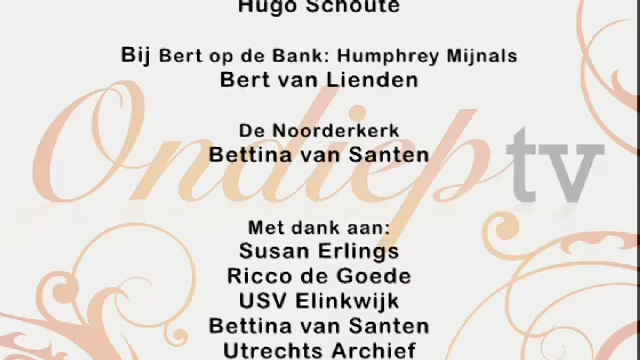 Hugo Schoute
Bij Bert op de Bank: Humphrey Mijnals
Bert van Lienden
De Noorderkerk
Bettina van Santen
Ondiep tv
Met dank aan:
Susan Erlings
Ricco de Goede
USV Elinkwijk
Bettina van Santen
Utrechts Archief